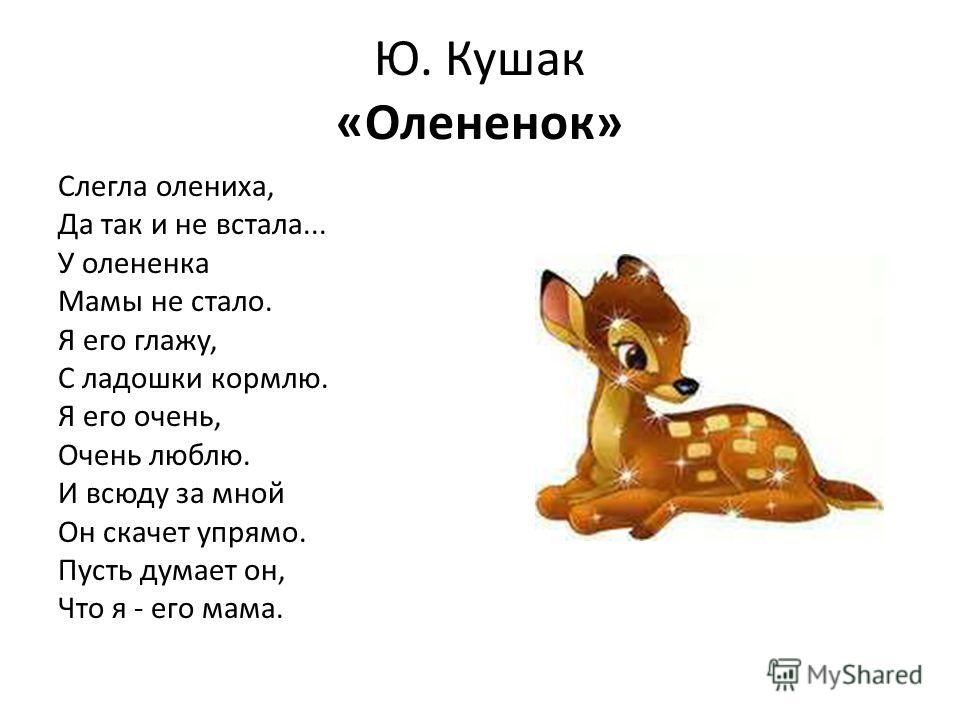 Ю. Кушак
«Олененок»
Слегла олениха,
Да так и не встала...
У олененка
Мамы не стало.
Я его глажу,
С ладошки кормлю.
Я его очень,
Очень люблю.
И всюду за мной
Он скачет упрямо.
Пусть думает он,
Что я - его мама.
MyShared